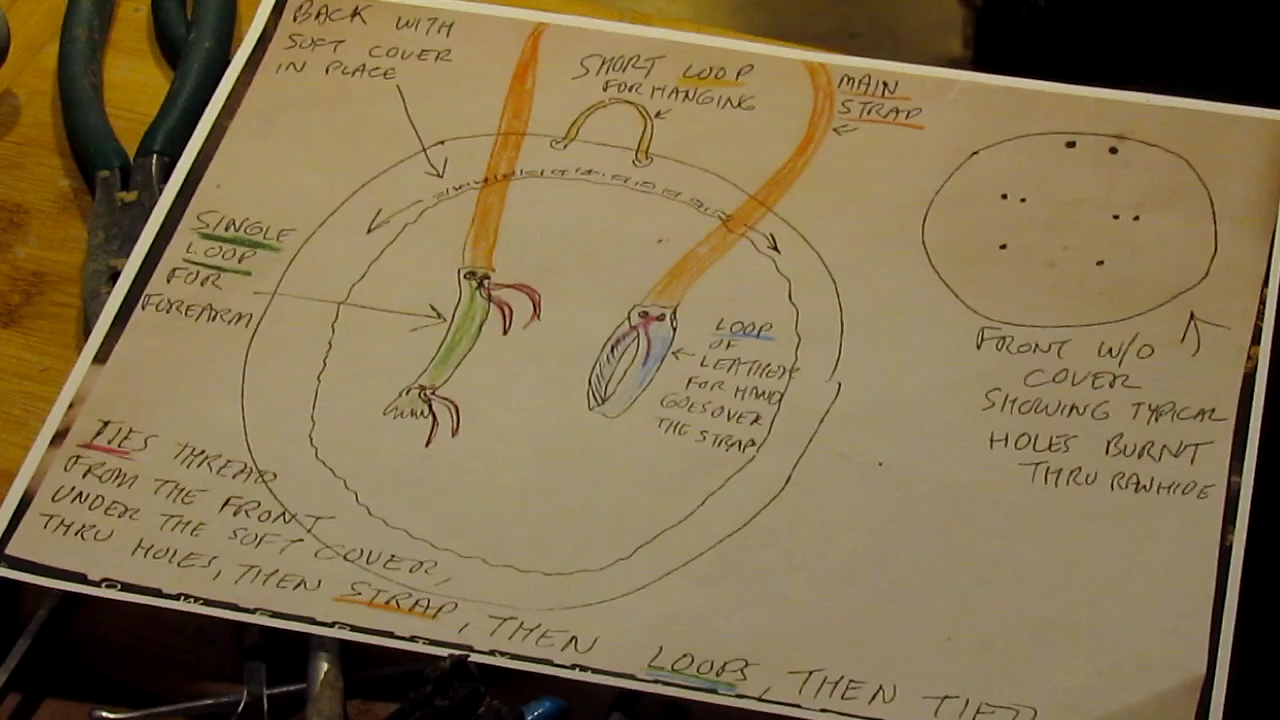 BACK WITH
SOFT COVER
IN PLACE
SHORT LOOP
FOR HANGING
MAIN
STRAP
SINGLE
LOOP
FOR
FOREARM
LOOP
OF
LEATHER
FOR HAND
GOES OVER
THE STRAP
FRONT W/O
COVER
SHOWING TYPICAL
HOLES BURNT
THRU RAWHIDE
TIES THREAD
FROM THE FRONT
UNDER THE SOFT COVER,
THRU HOLES, THEN STRAP, THEN LOOPS, THEN TIED